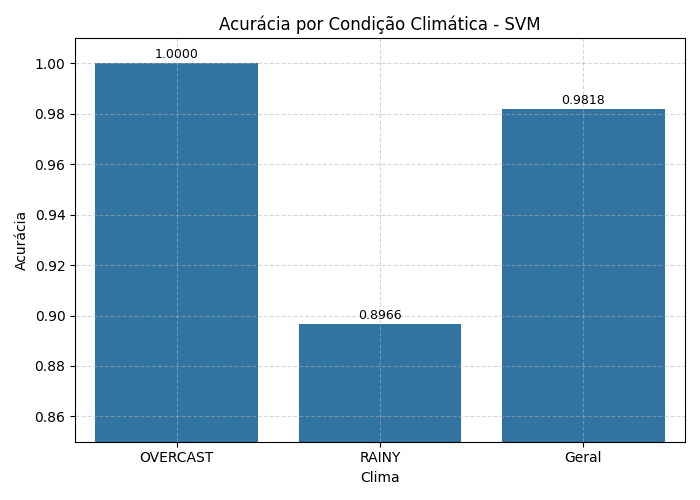 Acurácia por Condição Climática - SVM
1.0000
0.8966
0.9818
1.00
0.98
0.96
0.94
0.92
0.90
0.88
0.86
Acurácia
OVERCAST RAINY Geral
Clima